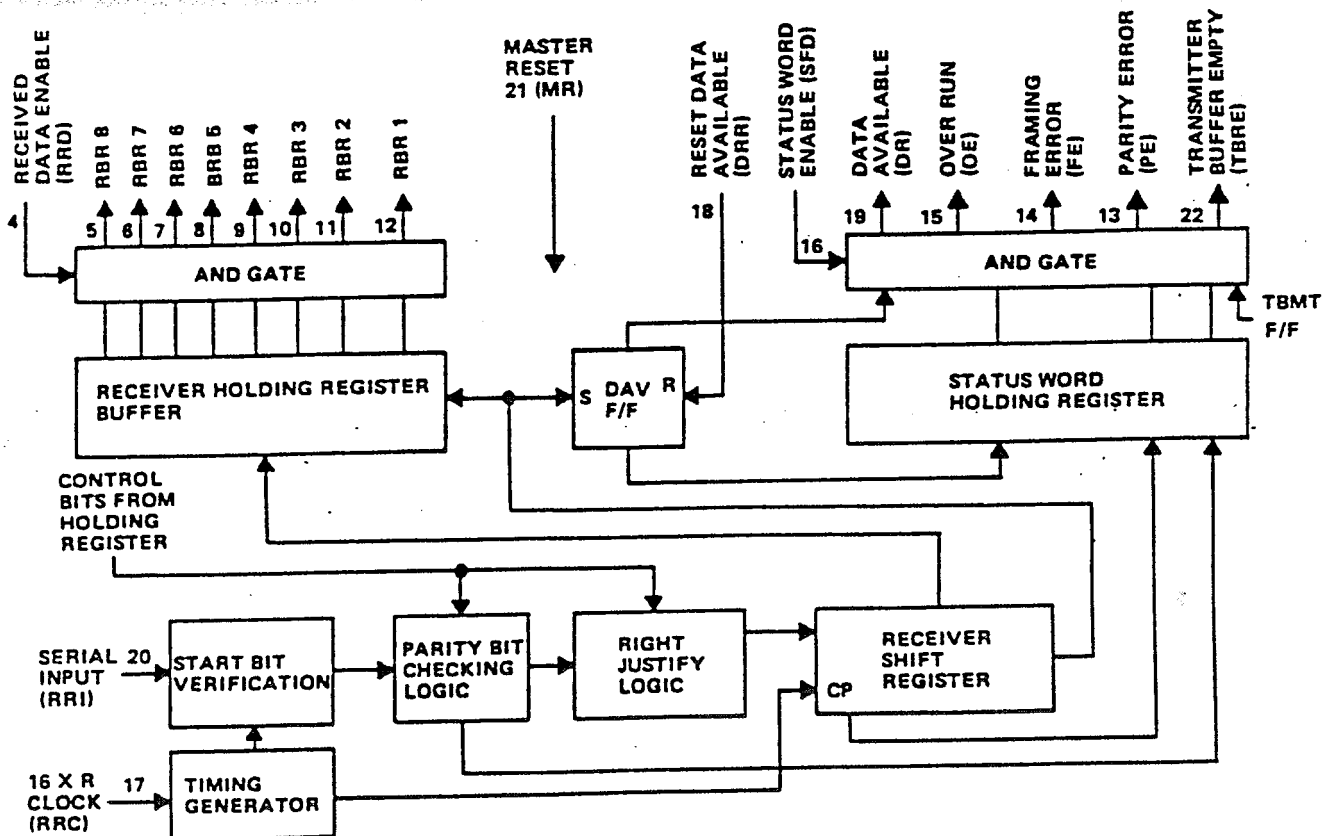 RECEIVED
DATA ENABLE
(RRD)
4
RBR 8
RBR 7
RBR 6
BRB 5
RBR 4
RBR 3
RBR 2
RBR 1
5
6
7
8
9
10
11
12
AND GATE
MASTER
RESET
21 (MR)
RESET DATA
AVAILABLE
(DRR)
18
STATUS WORD
ENABLE (SFD)
16
DATA
AVAILABLE
(DR)
OVER RUN
(OE)
FRAMING
ERROR
(FE)
PARITY ERROR
(PE)
TRANSMITTER
BUFFER EMPTY
(TBRE)
19
15
14
13
22
AND GATE
TBMT
F/F
RECEIVER HOLDING REGISTER
BUFFER
S DAV R
F/F
STATUS WORD
HOLDING REGISTER
CONTROL
BITS FROM
HOLDING
REGISTER
SERIAL 20
INPUT
(RRI)
START BIT
VERIFICATION
PARITY BIT
CHECKING
LOGIC
RIGHT
JUSTIFY
LOGIC
RECEIVER
SHIFT
REGISTER
CP
16 X R 17
CLOCK
(RRC)
TIMING
GENERATOR